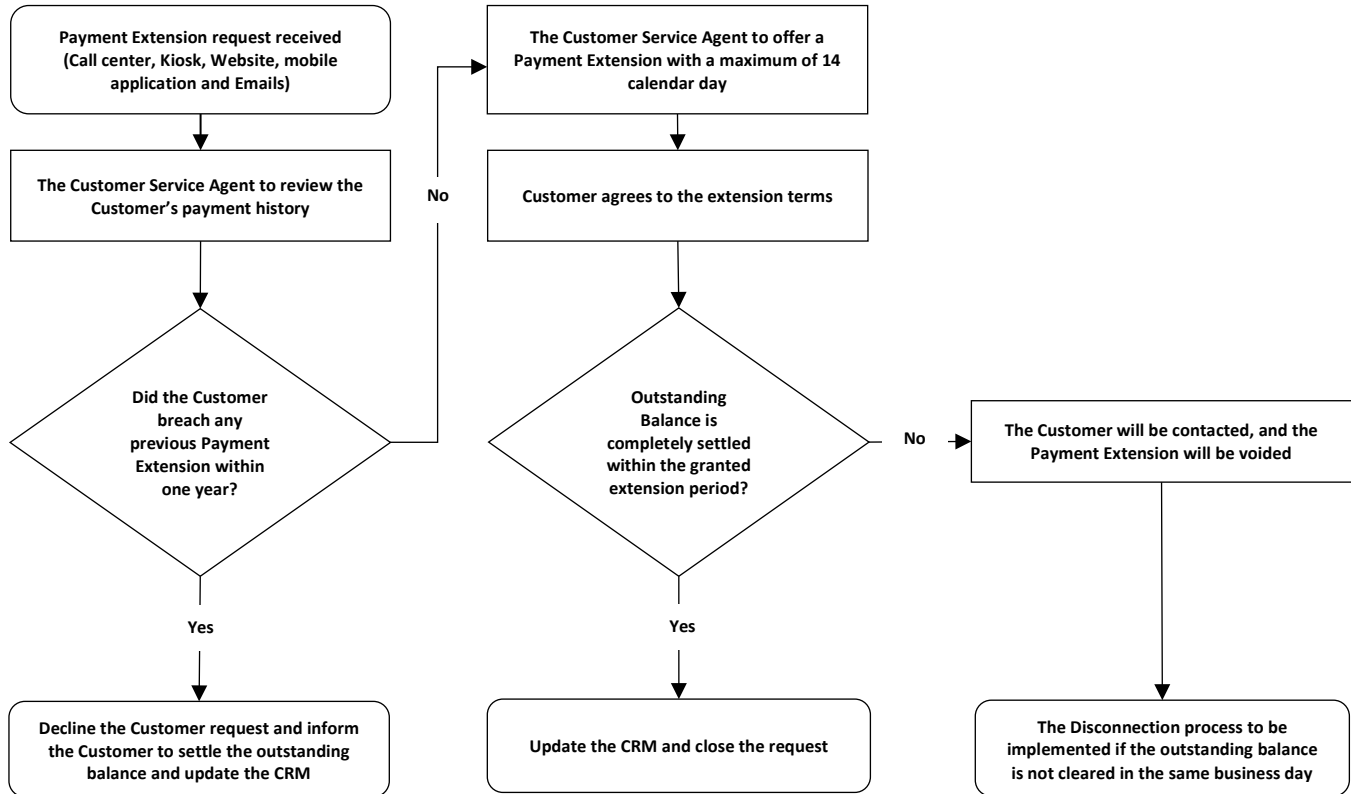 Payment Extension request received
(Call center, Kiosk, Website, mobile
application and Emails)
The Customer Service Agent to review the
Customer’s payment history
Did the Customer
breach any
previous Payment
Extension within
one year?
Yes
Decline the Customer request and inform
the Customer to settle the outstanding
balance and update the CRM
No
The Customer Service Agent to offer a
Payment Extension with a maximum of 14
calendar day
Customer agrees to the extension terms
Outstanding
Balance is
completely settled
within the granted
extension period?
Yes
Update the CRM and close the request
No
The Customer will be contacted, and the
Payment Extension will be voided
The Disconnection process to be
implemented if the outstanding balance
is not cleared in the same business day